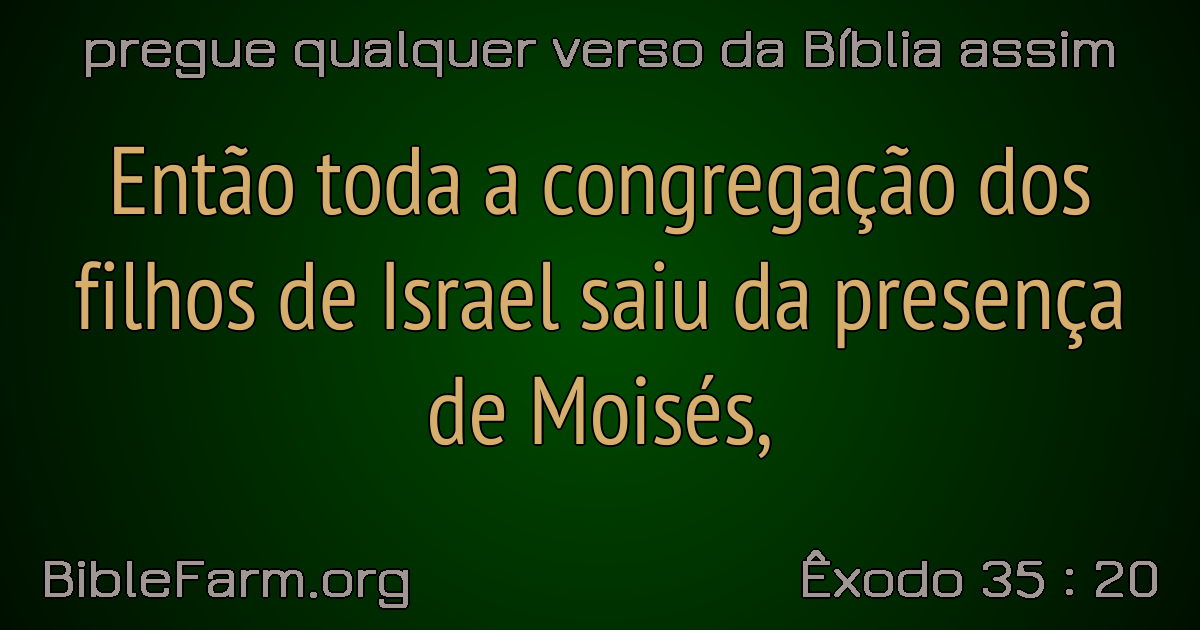 pregue qualquer verso da Bíblia assim
Então toda a congregação dos
filhos de Israel saiu da presença
de Moisés,
BibleFarm.org
Êxodo 35 : 20